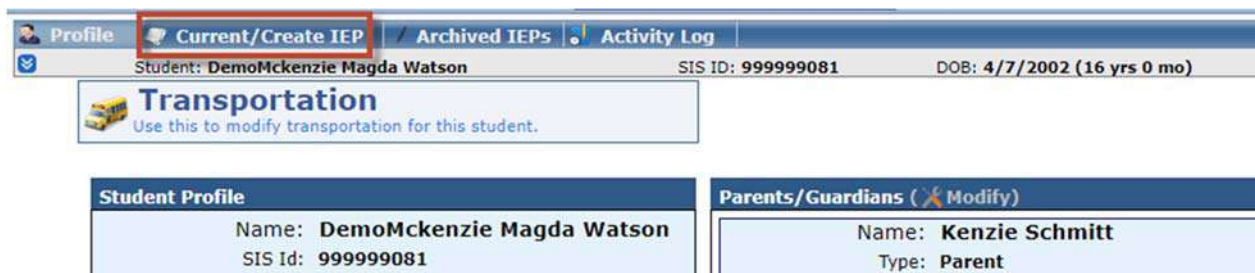 Profile Current/Create IEP Archived IEPs Activity Log
Student: DemoMckenzie Magda Watson SIS ID: 999999081 DOB: 4/7/2002 (16 yrs 0 mo)
Transportation
Use this to modify transportation for this student.
Student Profile
Name: DemoMckenzie Magda Watson
SIS Id: 999999081
Parents/Guardians ( Modify)
Name: Kenzie Schmitt
Type: Parent